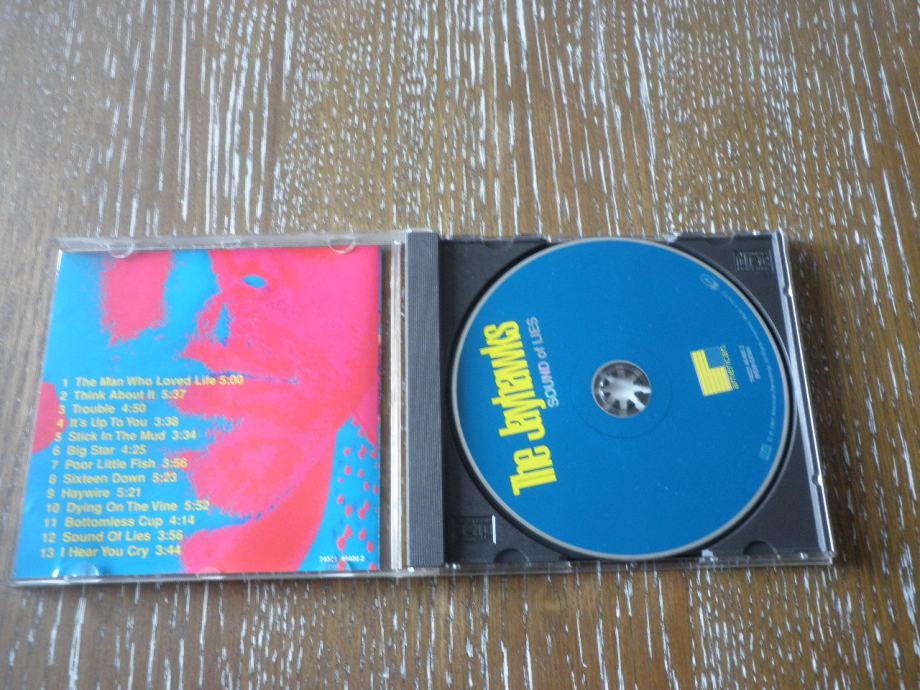 1 The Man Who Loved Life 5:00
2 Think About It 5:37
3 Trouble 4:50
4 It's Up To You 3:38
5 Stick In The Mud 3:34
6 Big Star 4:25
7 Poor Little Fish 3:56
8 Sixteen Down 5:23
9 Haywire 5:21
10 Dying On The Vine 5:52
11 Bottomless Cup 4:14
12 Sound Of Lies 3:56
13 I Hear You Cry 3:44
The Jayhawks
SOUND of LIES
american